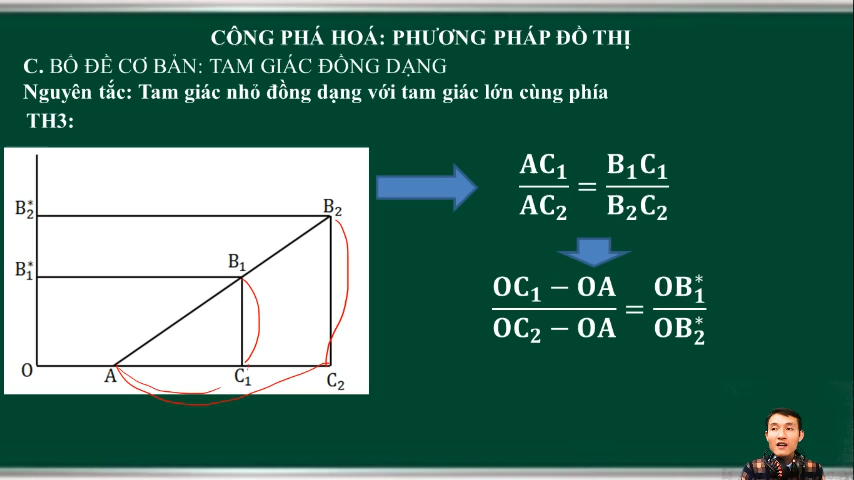 CÔNG PHÁ HOÁ: PHƯƠNG PHÁP ĐỒ THỊ
C. BỔ ĐỀ CƠ BẢN: TAM GIÁC ĐỒNG DẠNG
Nguyên tắc: Tam giác nhỏ đồng dạng với tam giác lớn cùng phía
TH3:
AC₁/AC₂ = B₁C₁/B₂C₂
B₂* B₂
B₁* B₁
(OC₁ − OA)/(OC₂ − OA) = OB₁*/OB₂*
O A C₁ C₂